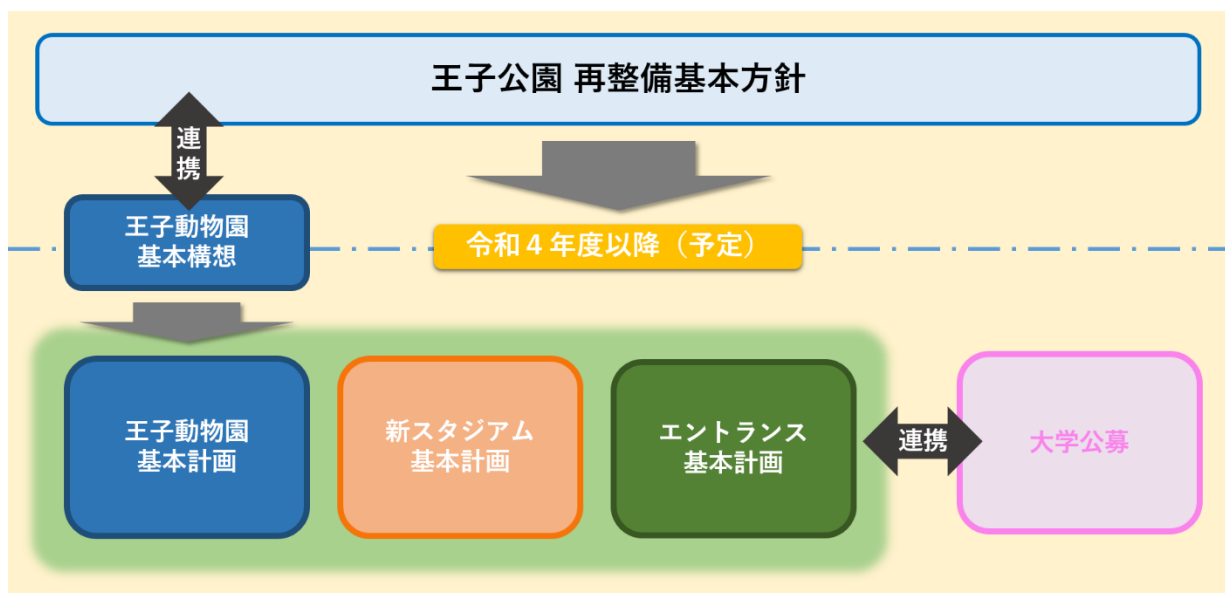 王子公園 再整備基本方針
連
携
王子動物園
基本構想
令和４年度以降（予定）
王子動物園
基本計画
新スタジアム
基本計画
エントランス
基本計画
連携
大学公募